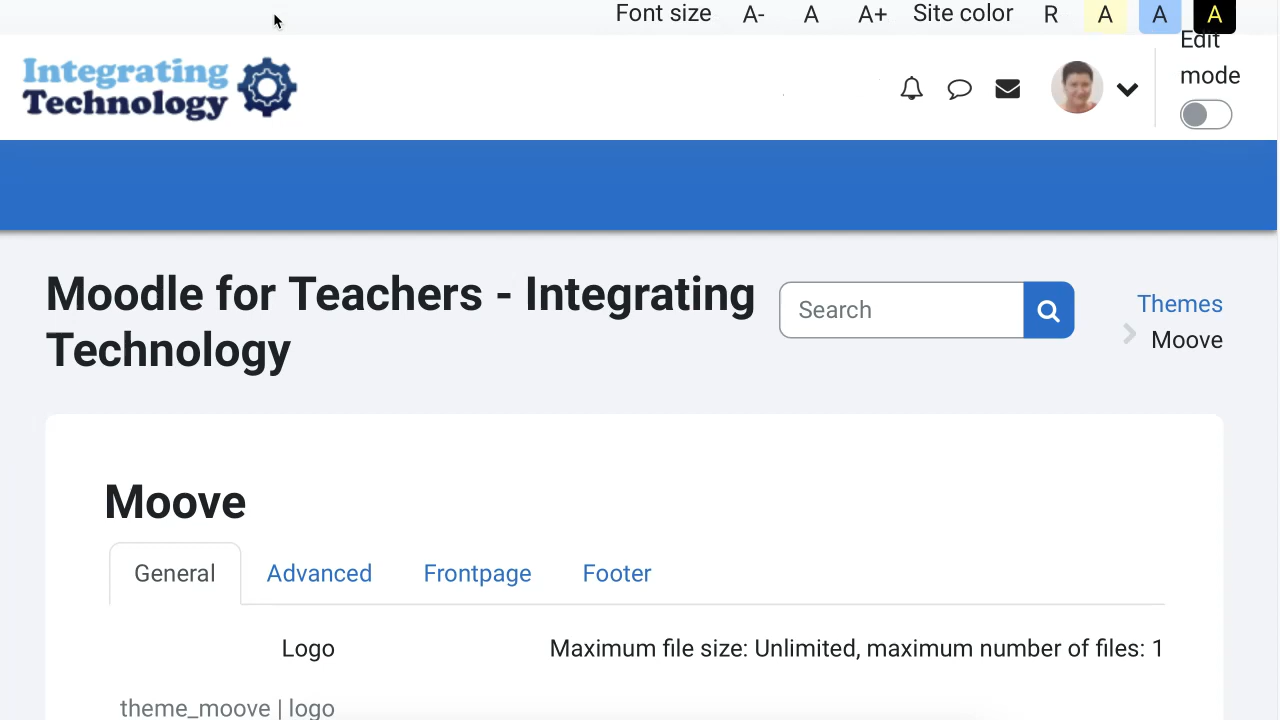 Font size A- A A+ Site color R A A A
Integrating
Technology
Edit
mode
Moodle for Teachers - Integrating
Technology
Search
Themes
Moove
Moove
General Advanced Frontpage Footer
Logo Maximum file size: Unlimited, maximum number of files: 1
theme_moove | logo